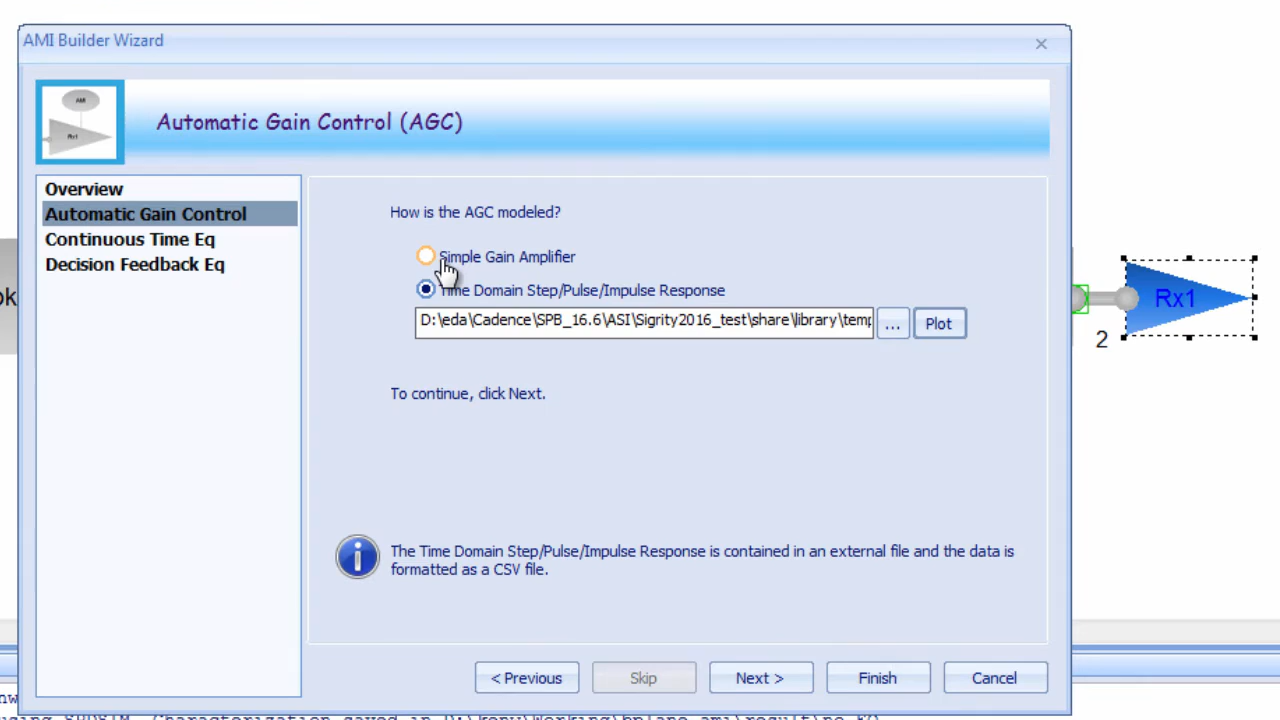 AMI Builder Wizard
AMI
Rx1
Automatic Gain Control (AGC)
Overview
Automatic Gain Control
Continuous Time Eq
Decision Feedback Eq
How is the AGC modeled?
Simple Gain Amplifier
Time Domain Step/Pulse/Impulse Response
D:\eda\Cadence\SPB_16.6\ASI\Sigrity2016_test\share\library\temp
...
Plot
To continue, click Next.
The Time Domain Step/Pulse/Impulse Response is contained in an external file and the data is
formatted as a CSV file.
< Previous
Skip
Next >
Finish
Cancel
Rx1
2